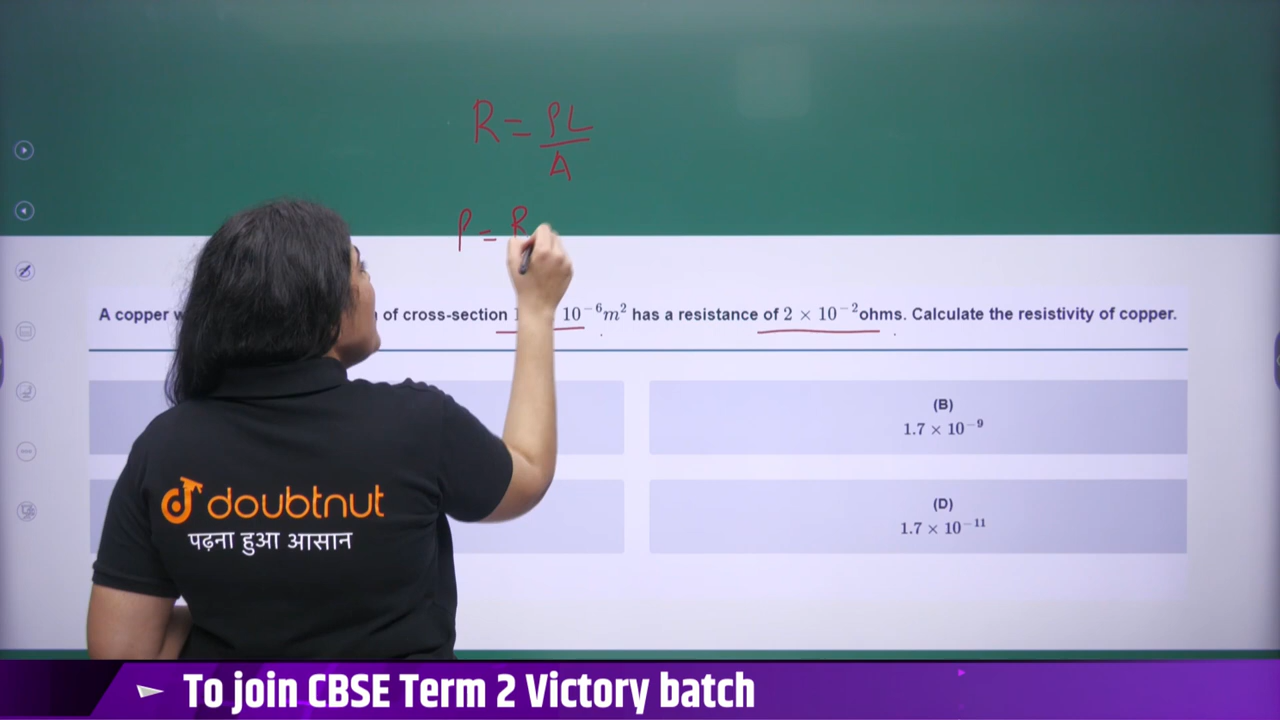 R = ρL
A
ρ = R
A copper of cross-section 10⁻⁶m² has a resistance of 2 × 10⁻²ohms. Calculate the resistivity of copper.
(B)
1.7 × 10⁻⁹
(D)
1.7 × 10⁻¹¹
doubtnut
पढ़ना हुआ आसान
To join CBSE Term 2 Victory batch